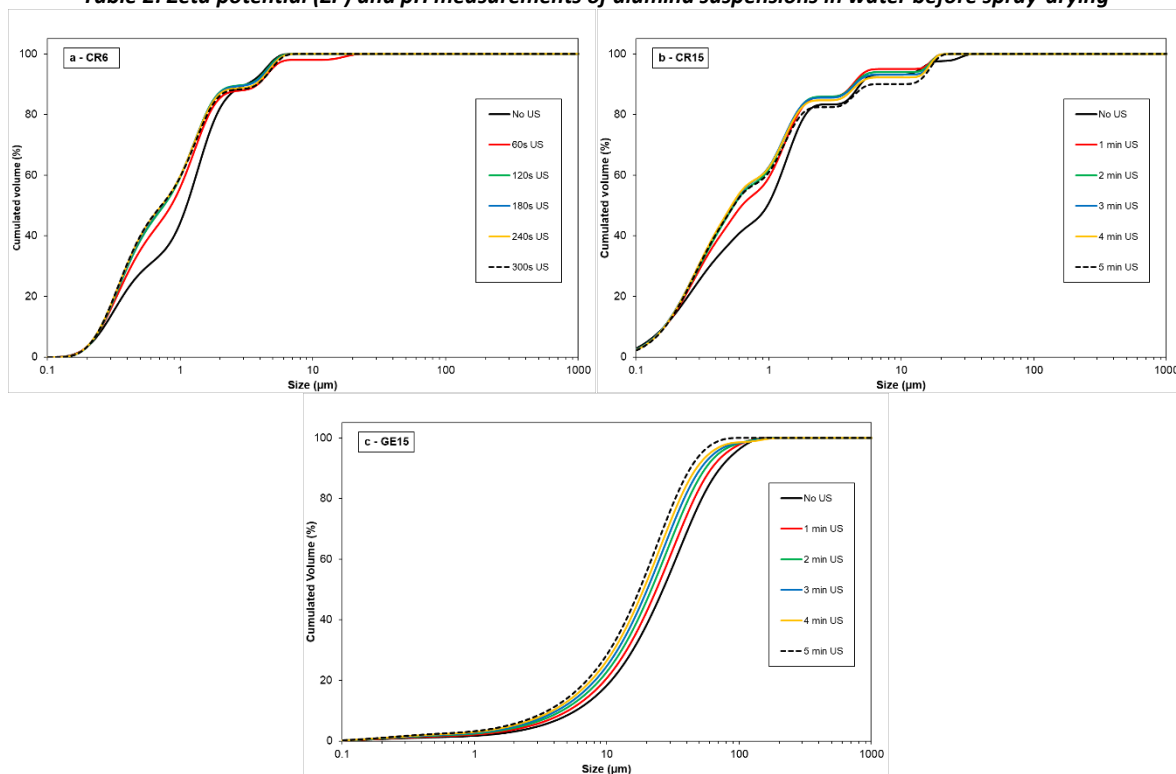 Table 2: Zeta potential (ZP) and pH measurements of alumina suspensions in water before spray-drying
a - CR6
Cumulated volume (%)
100
80
60
40
20
0
0.1
1
10
100
1000
Size (µm)
No US
60s US
120s US
180s US
240s US
300s US
b - CR15
Cumulated volume (%)
100
80
60
40
20
0
0.1
1
10
100
1000
Size (µm)
No US
1 min US
2 min US
3 min US
4 min US
5 min US
c - GE15
Cumulated Volume (%)
100
80
60
40
20
0
0.1
1
10
100
1000
Size (µm)
No US
1 min US
2 min US
3 min US
4 min US
5 min US